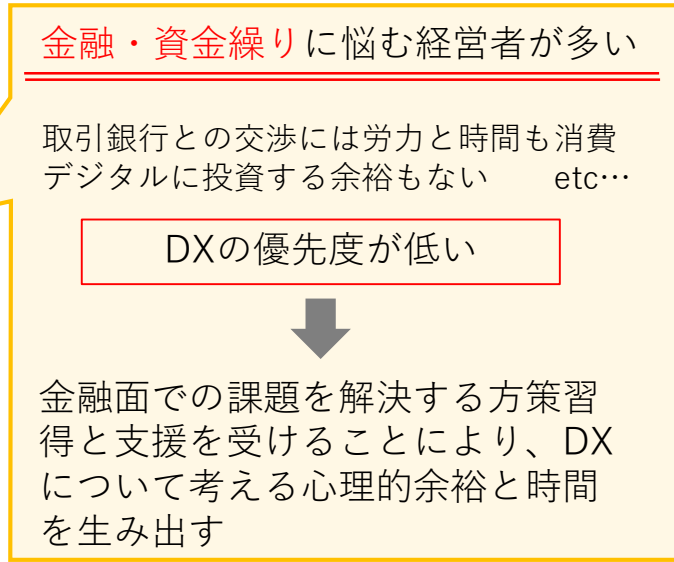 金融・資金繰りに悩む経営者が多い
取引銀行との交渉には労力と時間も消費
デジタルに投資する余裕もない　　etc…
DXの優先度が低い
金融面での課題を解決する方策習
得と支援を受けることにより、DX
について考える心理的余裕と時間
を生み出す